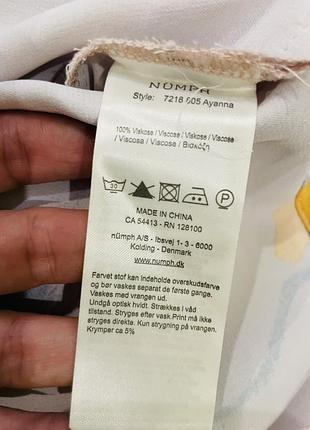 NÜMPH
Style: 7218 605 Ayanna
100% Viskose / Viscose / Viscose / Viskose
/ Viscosa / Viscose / Βισκόζη
30
P
MADE IN CHINA
CA 54413 - RN 128100
nümph A/S - Ibsvej 1- 3 - 6000
Kolding - Denmark
www.numph.dk
Farvet stof kan indeholde overskudsfarve
og bør vaskes separat de første gange.
Vaskes med vrangen ud.
Undgå optisk hvidt. Strækkes i våd
tilstand efter vask.Print må ikke
stryges direkte. Kun strygning på vrangen.
Krymper ca 5%